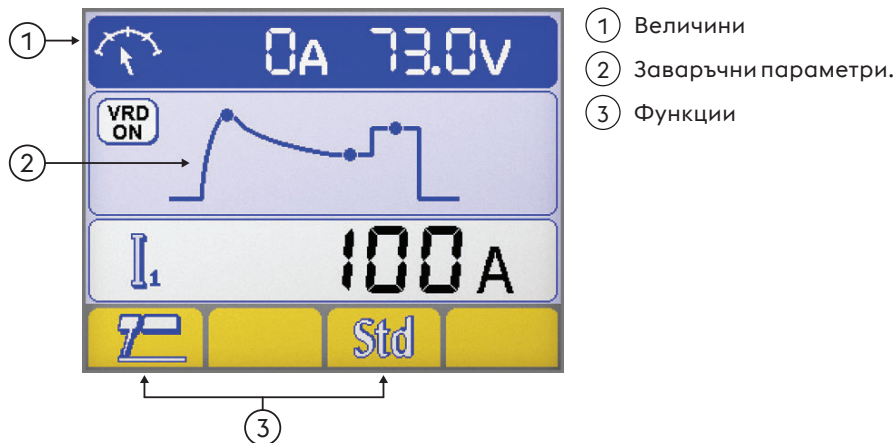 1
0A 73.0V
VRD
ON
2
I1
100A
Std
3
1 Величини
2 Заваръчни параметри.
3 Функции